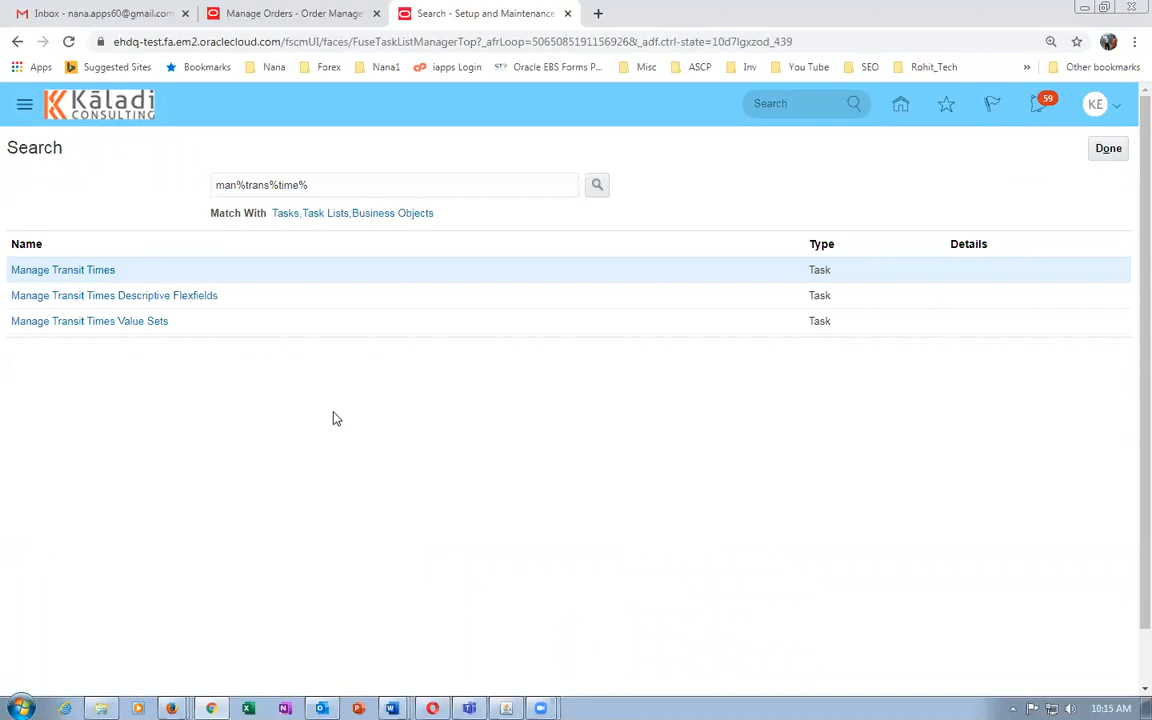 Inbox - nana.apps60@gmail.com
Manage Orders - Order Manage
Search - Setup and Maintenance
ehdq-test.fa.em2.oraclecloud.com/fscmUI/faces/FuseTaskListManagerTop?_afrLoop=5065085191156926&_adf.ctrl-state=10d7lgxzod_439
Apps Suggested Sites Bookmarks Nana Forex Nana1 iapps Login Oracle EBS Forms P... Misc ASCP Inv You Tube SEO Rohit_Tech » Other bookmarks
Kāladi
CONSULTING
Search
59
KE
Search
Done
man%trans%time%
Match With Tasks,Task Lists,Business Objects
Name Type Details
Manage Transit Times Task
Manage Transit Times Descriptive Flexfields Task
Manage Transit Times Value Sets Task
10:15 AM